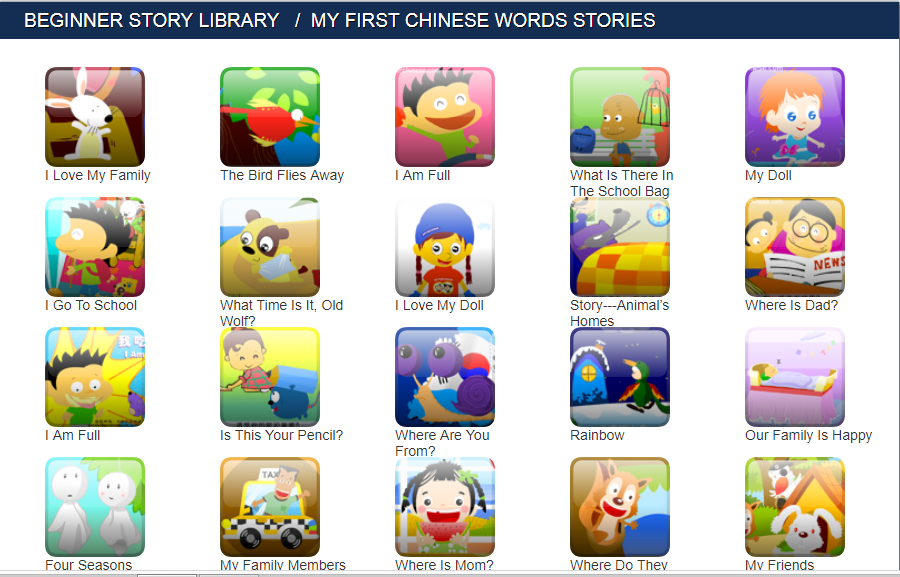 BEGINNER STORY LIBRARY / MY FIRST CHINESE WORDS STORIES
I Love My Family
The Bird Flies Away
I Am Full
What Is There In
The School Bag
My Doll
I Go To School
What Time Is It, Old
Wolf?
I Love My Doll
Story---Animal's
Homes
NEWS
Where Is Dad?
我吃
I Am
I Am Full
Is This Your Pencil?
Where Are You
From?
Rainbow
Our Family Is Happy
Four Seasons
TAXI
My Family Members
Where Is Mom?
Where Do They
My Friends